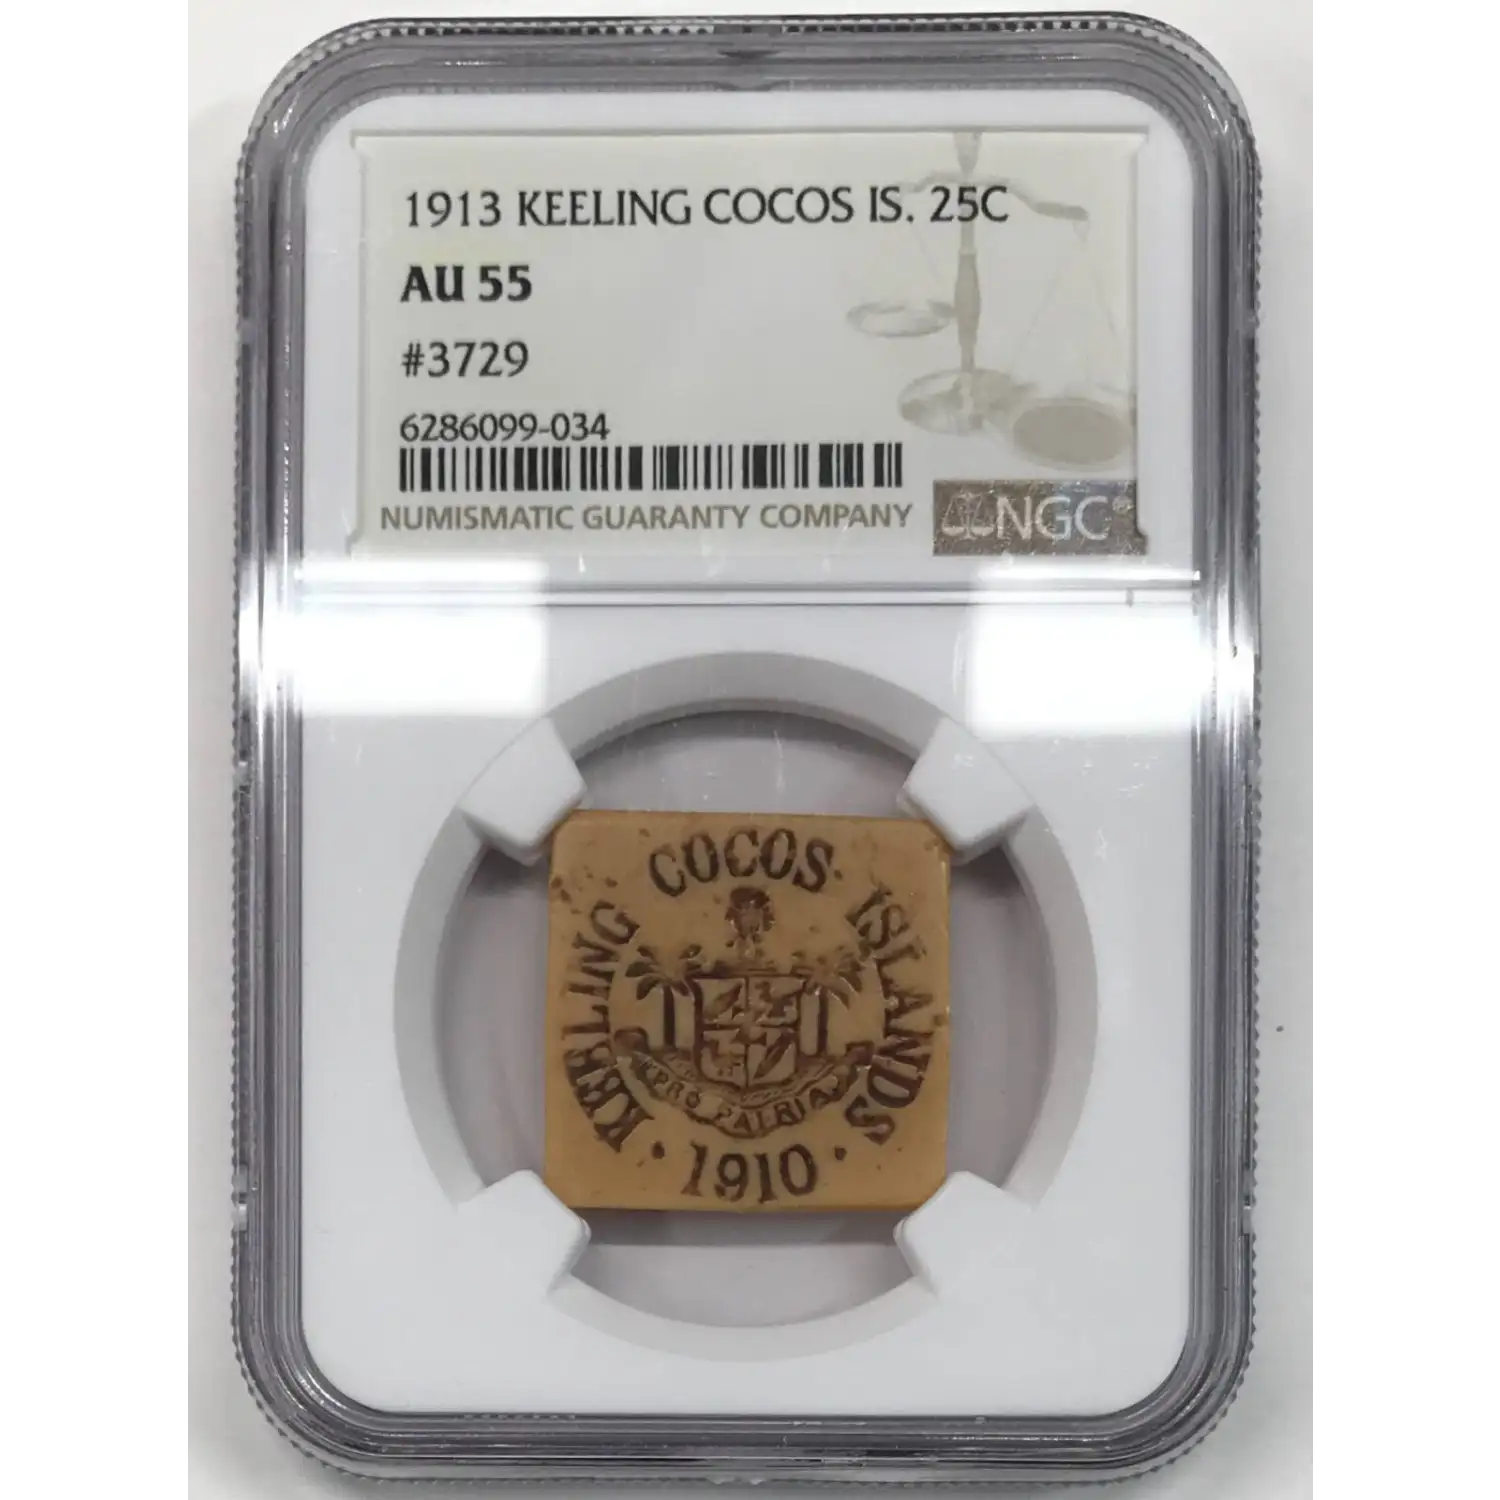 1913 KEELING COCOS IS. 25C
AU 55
#3729
6286099-034
NUMISMATIC GUARANTY COMPANY
NGC
KEELING COCOS ISLANDS
PRO PATRIA
· 1910 ·